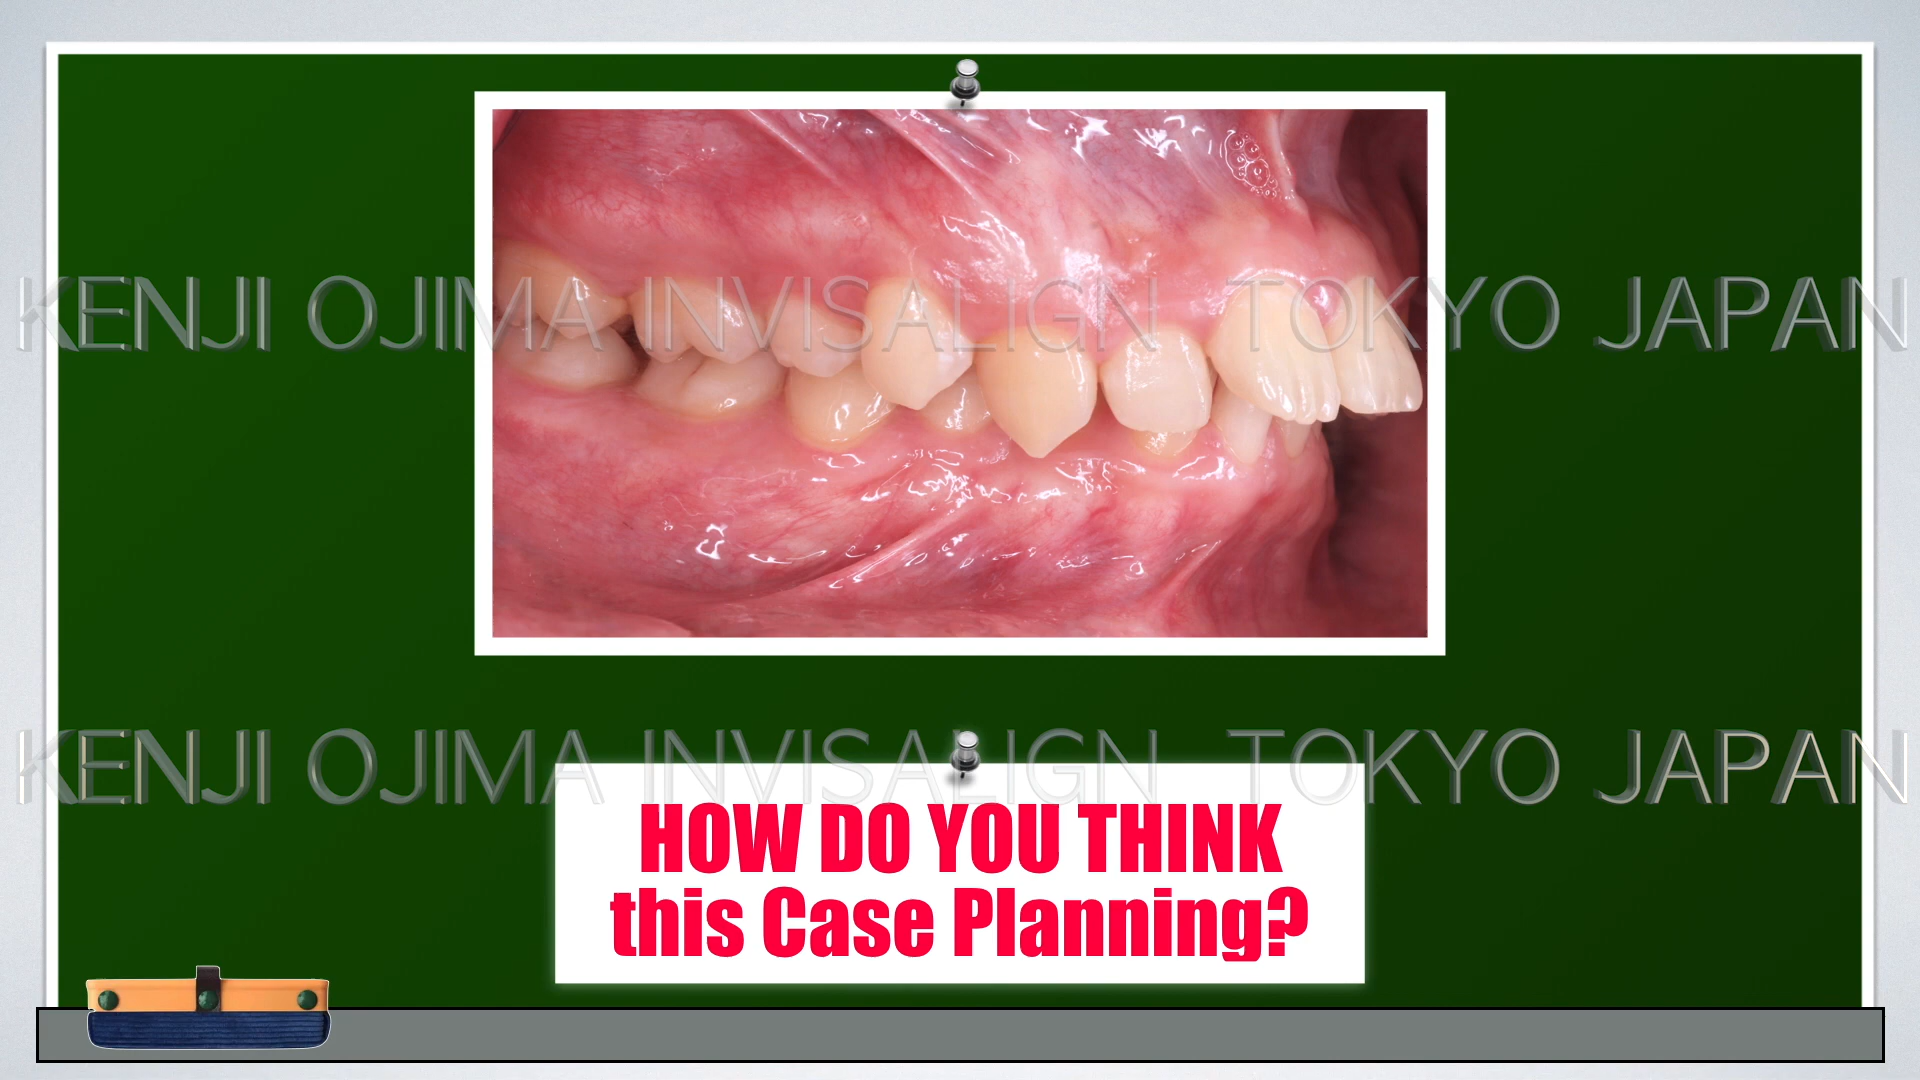 KENJI OJIMA INVISALIGN TOKYO JAPAN
KENJI OJIMA INVISALIGN TOKYO JAPAN
HOW DO YOU THINK
this Case Planning?